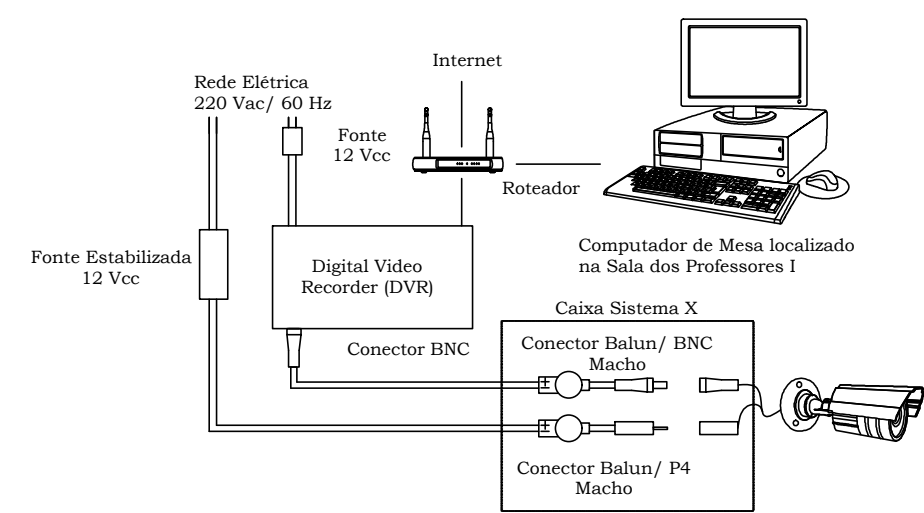 Internet
Rede Elétrica
220 Vac/ 60 Hz
Fonte
12 Vcc
Roteador
Computador de Mesa localizado
na Sala dos Professores I
Fonte Estabilizada
12 Vcc
Digital Video
Recorder (DVR)
Caixa Sistema X
Conector BNC
Conector Balun/ BNC
Macho
Conector Balun/ P4
Macho